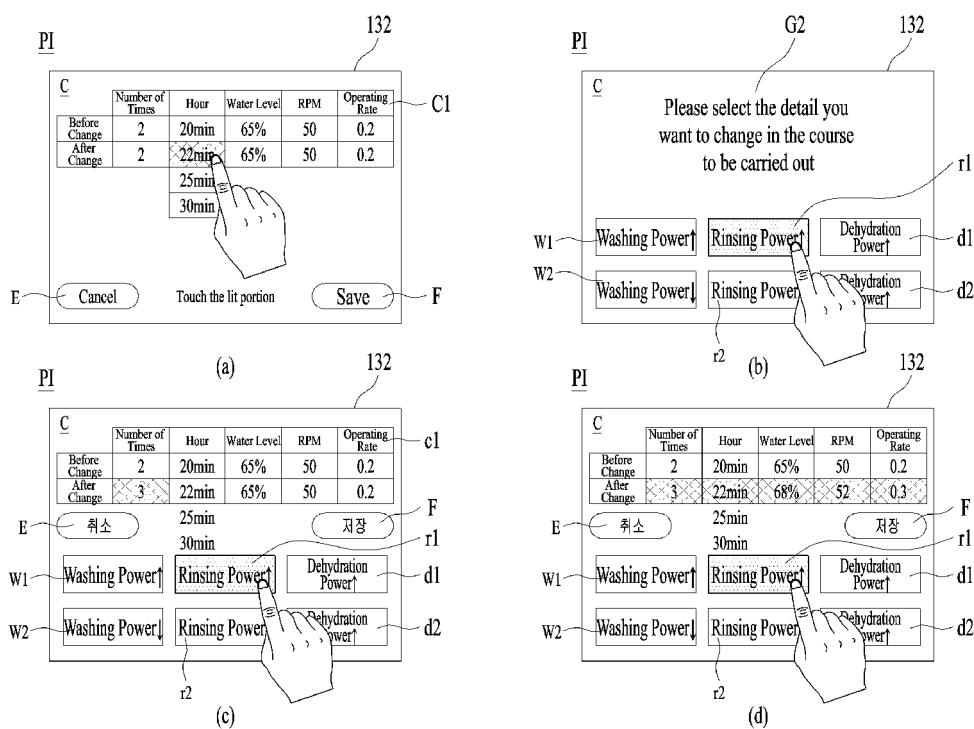 PI
132
C
Number of Times Hour Water Level RPM Operating Rate
C1
Before Change 2 20min 65% 50 0.2
After Change 2 22min 65% 50 0.2
25min
30min
E
Cancel
Touch the lit portion
Save
F
(a)
PI
G2
132
C
Please select the detail you
want to change in the course
to be carried out
r1
W1
Washing Power↑
Rinsing Power↑
Dehydration
Power↑
d1
W2
Washing Power↓
Rinsing Power
Dehydration
Power↑
d2
r2
(b)
PI
132
C
Number of Times Hour Water Level RPM Operating Rate
c1
Before Change 2 20min 65% 50 0.2
After Change 3 22min 65% 50 0.2
E
취소
25min
30min
저장
F
r1
W1
Washing Power↑
Rinsing Power↑
Dehydration
Power↑
d1
W2
Washing Power↓
Rinsing Power
Dehydration
Power↑
d2
r2
(c)
PI
132
C
Number of Times Hour Water Level RPM Operating Rate
Before Change 2 20min 65% 50 0.2
After Change 3 22min 68% 52 0.3
E
취소
25min
30min
저장
F
r1
W1
Washing Power↑
Rinsing Power↑
Dehydration
Power↑
d1
W2
Washing Power↓
Rinsing Power
Dehydration
Power↑
d2
r2
(d)